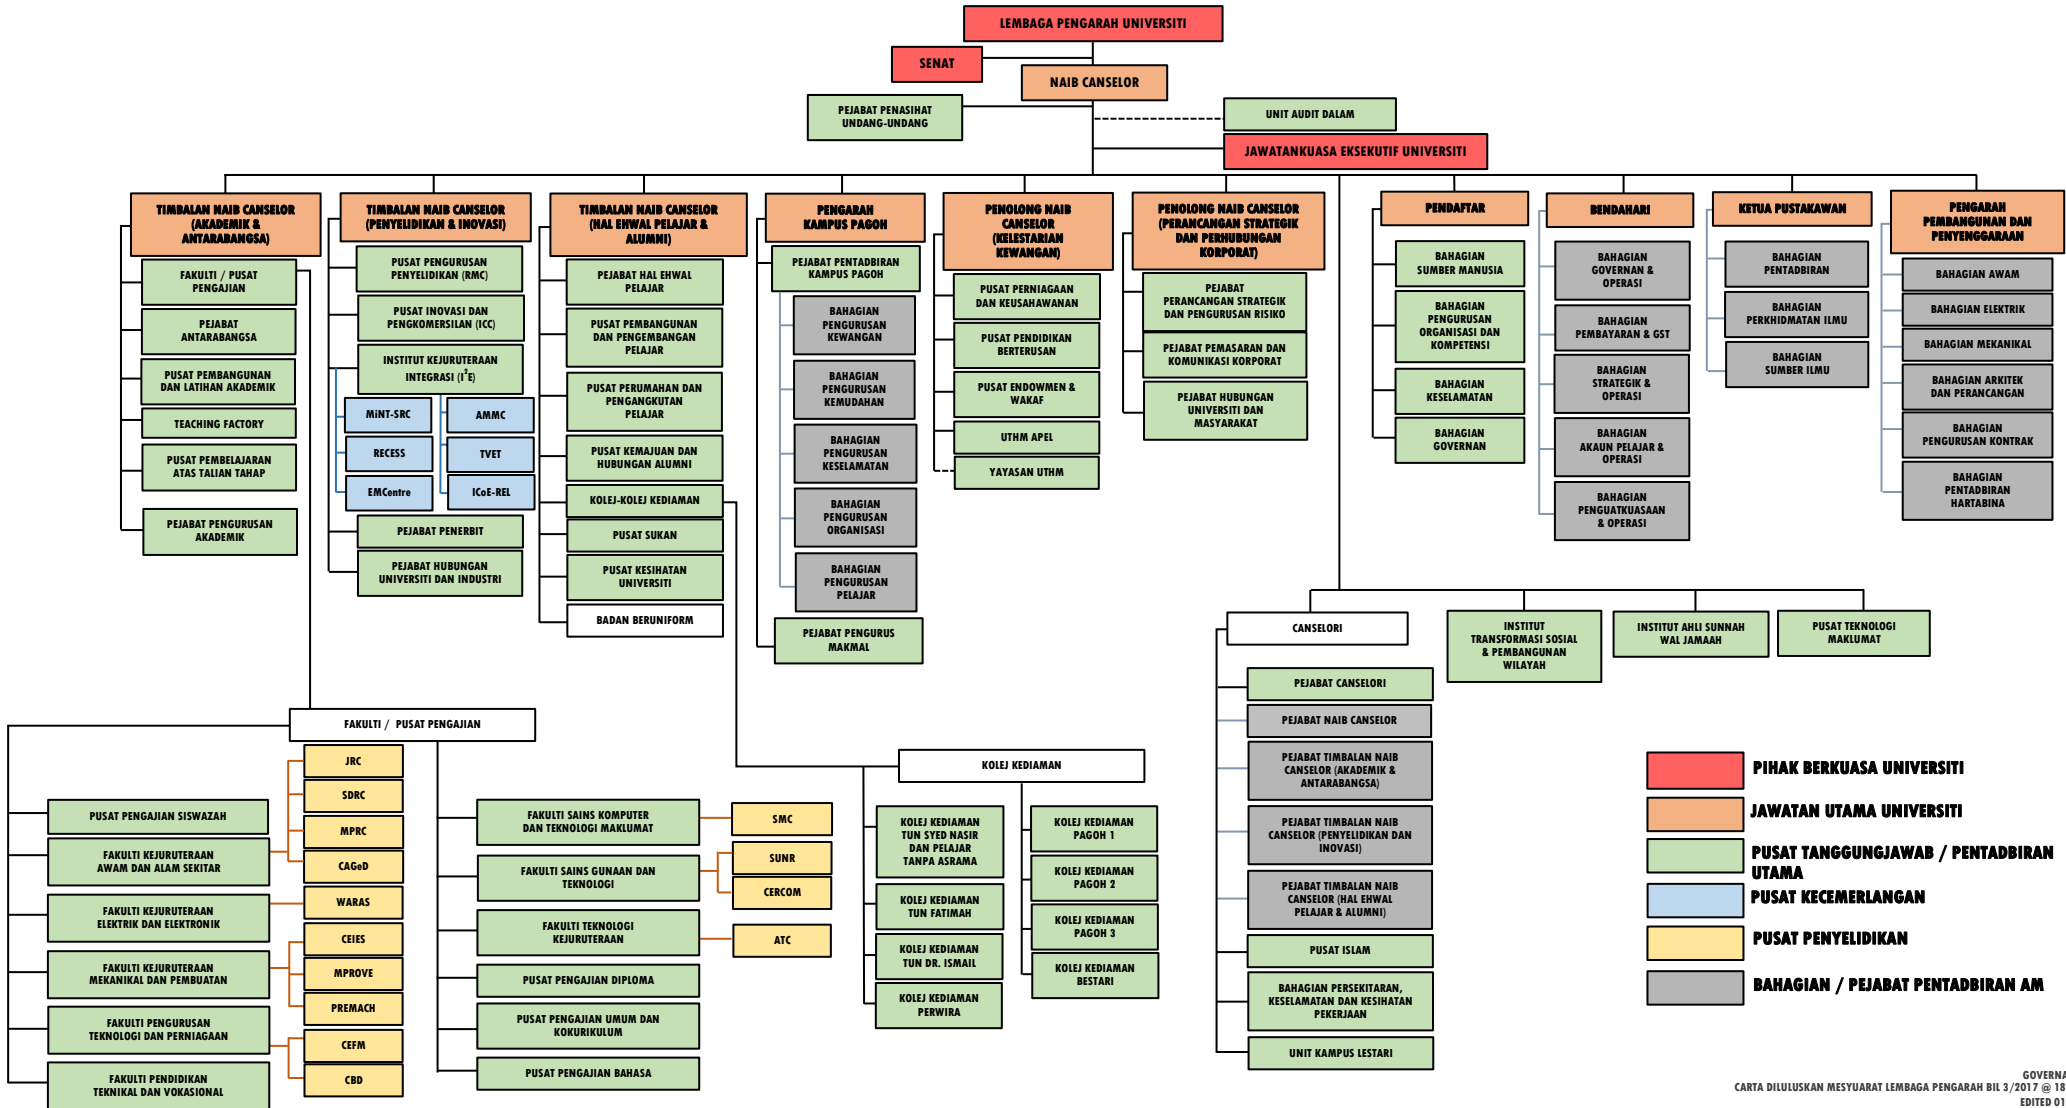 LEMBAGA PENGARAH UNIVERSITI
SENAT
NAIB CANSELOR
PEJABAT PENASIHAT
UNDANG-UNDANG
UNIT AUDIT DALAM
JAWATANKUASA EKSEKUTIF UNIVERSITI
TIMBALAN NAIB CANSELOR
(AKADEMIK &
ANTARABANGSA)
FAKULTI / PUSAT
PENGAJIAN
PEJABAT
ANTARABANGSA
PUSAT PEMBANGUNAN
DAN LATIHAN AKADEMIK
TEACHING FACTORY
PUSAT PEMBELAJARAN
ATAS TALIAN TAHAP
PEJABAT PENGURUSAN
AKADEMIK
TIMBALAN NAIB CANSELOR
(PENYELIDIKAN & INOVASI)
PUSAT PENGURUSAN
PENYELIDIKAN (RMC)
PUSAT INOVASI DAN
PENGKOMERSILAN (ICC)
INSTITUT KEJURUTERAAN
INTEGRASI (I²E)
MiNT-SRC
AMMC
RECESS
TVET
EMCentre
ICoE-REL
PEJABAT PENERBIT
PEJABAT HUBUNGAN
UNIVERSITI DAN INDUSTRI
TIMBALAN NAIB CANSELOR
(HAL EHWAL PELAJAR &
ALUMNI)
PEJABAT HAL EHWAL
PELAJAR
PUSAT PEMBANGUNAN
DAN PENGEMBANGAN
PELAJAR
PUSAT PERUMAHAN DAN
PENGANGKUTAN
PELAJAR
PUSAT KEMAJUAN DAN
HUBUNGAN ALUMNI
KOLEJ-KOLEJ KEDIAMAN
PUSAT SUKAN
PUSAT KESIHATAN
UNIVERSITI
BADAN BERUNIFORM
PENGARAH
KAMPUS PAGOH
PEJABAT PENTADBIRAN
KAMPUS PAGOH
BAHAGIAN
PENGURUSAN
KEWANGAN
BAHAGIAN
PENGURUSAN
KEMUDAHAN
BAHAGIAN
PENGURUSAN
KESELAMATAN
BAHAGIAN
PENGURUSAN
ORGANISASI
BAHAGIAN
PENGURUSAN
PELAJAR
PEJABAT PENGURUS
MAKMAL
PENOLONG NAIB
CANSELOR
(KELESTARIAN
KEWANGAN)
PUSAT PERNIAGAAN
DAN KEUSAHAWANAN
PUSAT PENDIDIKAN
BERTERUSAN
PUSAT ENDOWMEN &
WAKAF
UTHM APEL
YAYASAN UTHM
PENOLONG NAIB CANSELOR
(PERANCANGAN STRATEGIK
DAN PERHUBUNGAN
KORPORAT)
PEJABAT
PERANCANGAN STRATEGIK
DAN PENGURUSAN RISIKO
PEJABAT PEMASARAN DAN
KOMUNIKASI KORPORAT
PEJABAT HUBUNGAN
UNIVERSITI DAN
MASYARAKAT
PENDAFTAR
BAHAGIAN
SUMBER MANUSIA
BAHAGIAN
PENGURUSAN
ORGANISASI DAN
KOMPETENSI
BAHAGIAN
KESELAMATAN
BAHAGIAN
GOVERNAN
BENDAHARI
BAHAGIAN
GOVERNAN &
OPERASI
BAHAGIAN
PEMBAYARAN & GST
BAHAGIAN
STRATEGIK &
OPERASI
BAHAGIAN
AKAUN PELAJAR &
OPERASI
BAHAGIAN
PENGUATKUASAAN
& OPERASI
KETUA PUSTAKAWAN
BAHAGIAN
PENTADBIRAN
BAHAGIAN
PERKHIDMATAN ILMU
BAHAGIAN
SUMBER ILMU
PENGARAH
PEMBANGUNAN DAN
PENYENGGARAAN
BAHAGIAN AWAM
BAHAGIAN ELEKTRIK
BAHAGIAN MEKANIKAL
BAHAGIAN ARKITEK
DAN PERANCANGAN
BAHAGIAN
PENGURUSAN KONTRAK
BAHAGIAN
PENTADBIRAN
HARTABINA
CANSELORI
INSTITUT
TRANSFORMASI SOSIAL
& PEMBANGUNAN
WILAYAH
INSTITUT AHLI SUNNAH
WAL JAMAAH
PUSAT TEKNOLOGI
MAKLUMAT
PEJABAT CANSELORI
PEJABAT NAIB CANSELOR
PEJABAT TIMBALAN NAIB
CANSELOR (AKADEMIK &
ANTARABANGSA)
PEJABAT TIMBALAN NAIB
CANSELOR (PENYELIDIKAN DAN
INOVASI)
PEJABAT TIMBALAN NAIB
CANSELOR (HAL EHWAL
PELAJAR & ALUMNI)
PUSAT ISLAM
BAHAGIAN PERSEKITARAN,
KESELAMATAN DAN KESIHATAN
PEKERJAAN
UNIT KAMPUS LESTARI
FAKULTI / PUSAT PENGAJIAN
PUSAT PENGAJIAN SISWAZAH
FAKULTI KEJURUTERAAN
AWAM DAN ALAM SEKITAR
FAKULTI KEJURUTERAAN
ELEKTRIK DAN ELEKTRONIK
FAKULTI KEJURUTERAAN
MEKANIKAL DAN PEMBUATAN
FAKULTI PENGURUSAN
TEKNOLOGI DAN PERNIAGAAN
FAKULTI PENDIDIKAN
TEKNIKAL DAN VOKASIONAL
JRC
SDRC
MPRC
CAGeD
WARAS
CEIES
MPROVE
PREMACH
CEFM
CBD
FAKULTI SAINS KOMPUTER
DAN TEKNOLOGI MAKLUMAT
FAKULTI SAINS GUNAAN DAN
TEKNOLOGI
FAKULTI TEKNOLOGI
KEJURUTERAAN
PUSAT PENGAJIAN DIPLOMA
PUSAT PENGAJIAN UMUM DAN
KOKURIKULUM
PUSAT PENGAJIAN BAHASA
SMC
SUNR
CERCOM
ATC
KOLEJ KEDIAMAN
KOLEJ KEDIAMAN
TUN SYED NASIR
DAN PELAJAR
TANPA ASRAMA
KOLEJ KEDIAMAN
TUN FATIMAH
KOLEJ KEDIAMAN
TUN DR. ISMAIL
KOLEJ KEDIAMAN
PERWIRA
KOLEJ KEDIAMAN
PAGOH 1
KOLEJ KEDIAMAN
PAGOH 2
KOLEJ KEDIAMAN
PAGOH 3
KOLEJ KEDIAMAN
BESTARI
PIHAK BERKUASA UNIVERSITI
JAWATAN UTAMA UNIVERSITI
PUSAT TANGGUNGJAWAB / PENTADBIRAN
UTAMA
PUSAT KECEMERLANGAN
PUSAT PENYELIDIKAN
BAHAGIAN / PEJABAT PENTADBIRAN AM
GOVERNA
CARTA DILULUSKAN MESYUARAT LEMBAGA PENGARAH BIL 3/2017 @ 18
EDITED 01